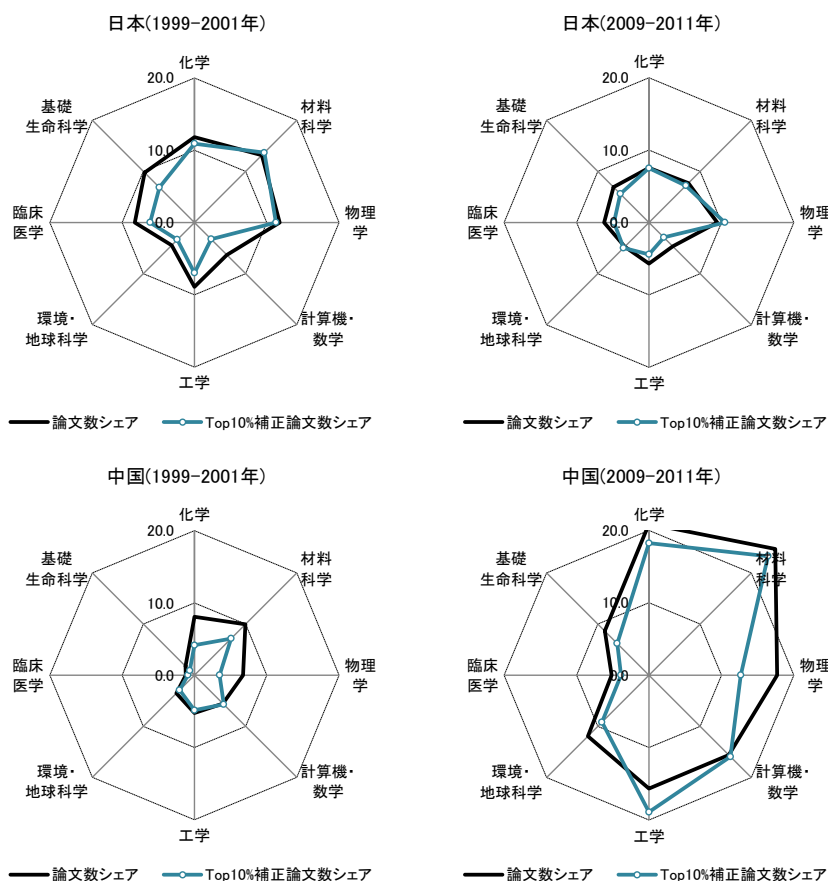 日本(1999-2001年)
化学
20.0
材料
科学
基礎
生命科学
10.0
臨床
医学
0.0
物理
学
環境・
地球科学
計算機・
数学
工学
論文数シェア
Top10%補正論文数シェア
日本(2009-2011年)
化学
20.0
材料
科学
基礎
生命科学
10.0
臨床
医学
0.0
物理
学
環境・
地球科学
計算機・
数学
工学
論文数シェア
Top10%補正論文数シェア
中国(1999-2001年)
化学
20.0
材料
科学
基礎
生命科学
10.0
臨床
医学
0.0
物理
学
環境・
地球科学
計算機・
数学
工学
論文数シェア
Top10%補正論文数シェア
中国(2009-2011年)
化学
20.0
材料
科学
基礎
生命科学
10.0
臨床
医学
0.0
物理
学
環境・
地球科学
計算機・
数学
工学
論文数シェア
Top10%補正論文数シェア